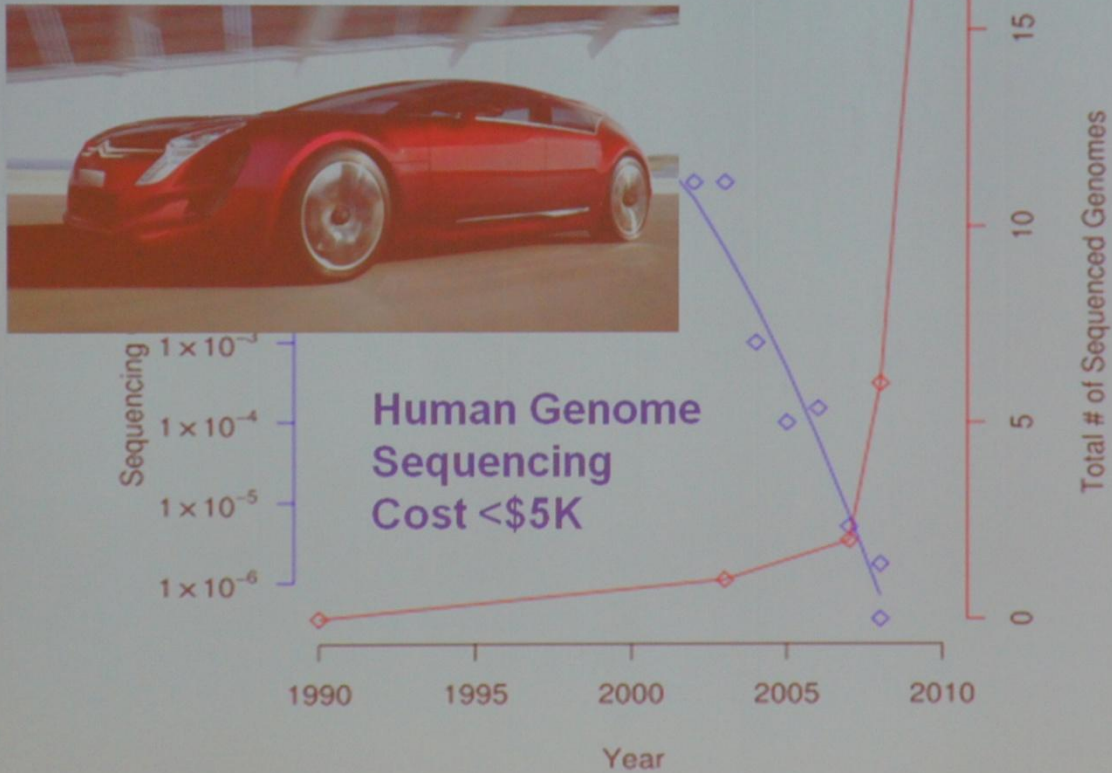 15
10
5
0
Total # of Sequenced Genomes
Sequencing
1×10⁻³
1×10⁻⁴
1×10⁻⁵
1×10⁻⁶
Human Genome
Sequencing
Cost <$5K
1990 1995 2000 2005 2010
Year